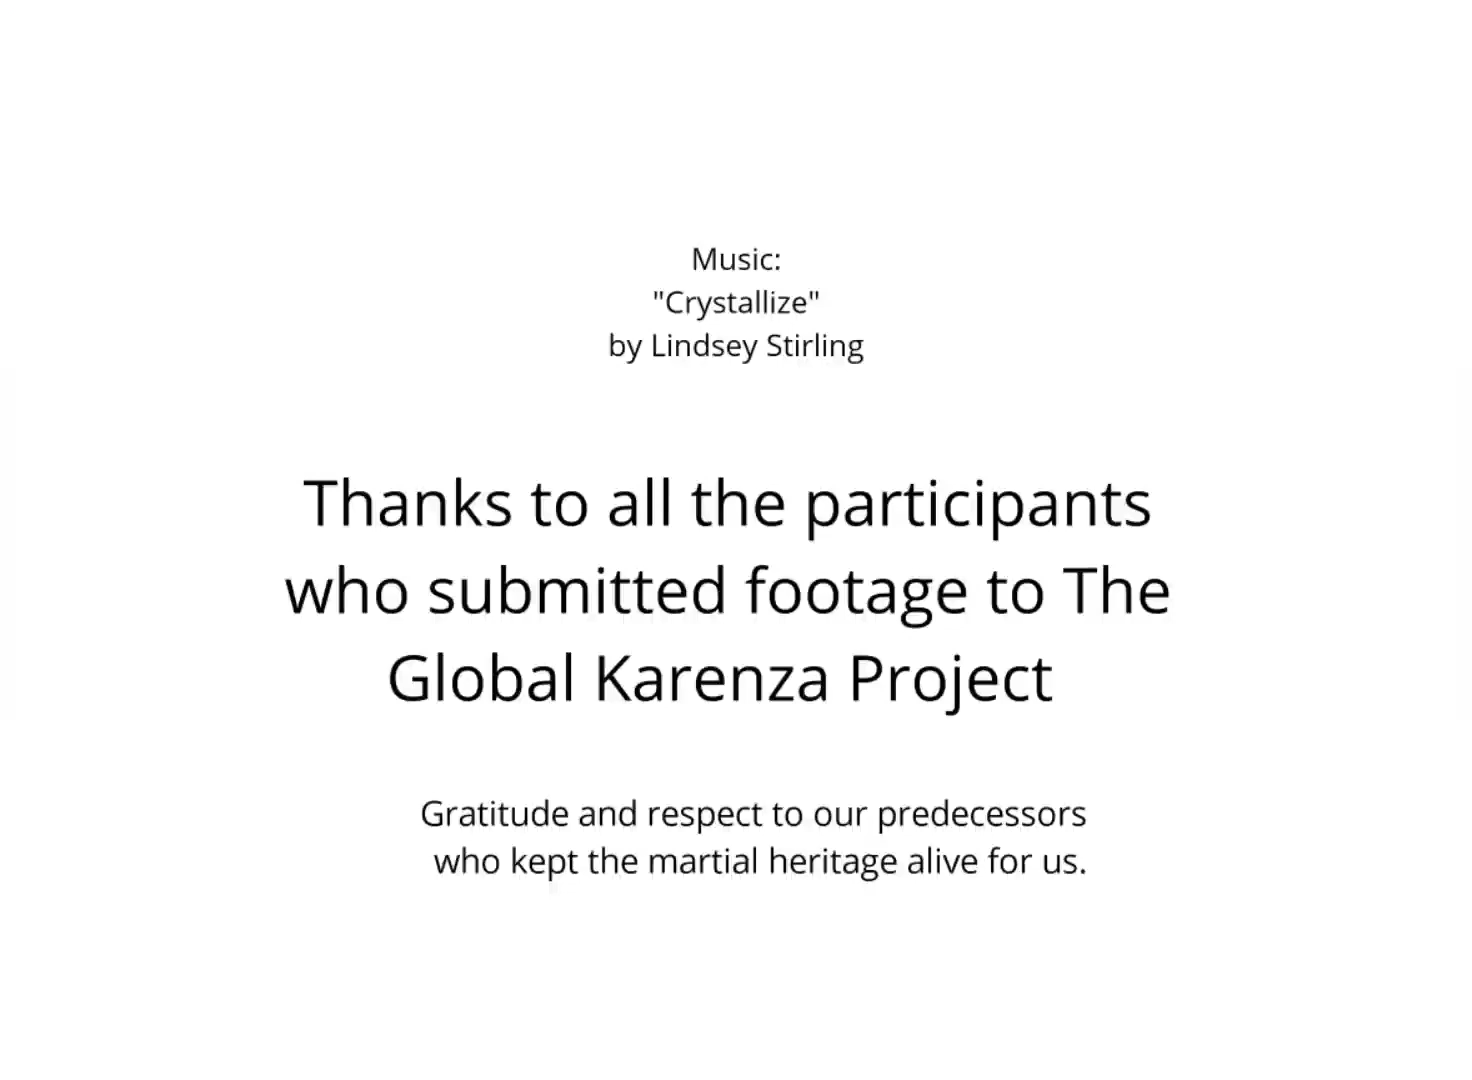 Music:
"Crystallize"
by Lindsey Stirling
Thanks to all the participants
who submitted footage to The
Global Karenza Project
Gratitude and respect to our predecessors
who kept the martial heritage alive for us.